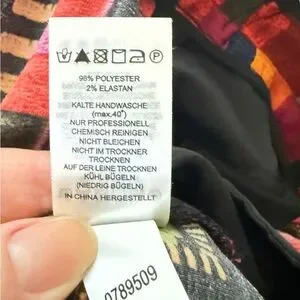 98% POLYESTER
2% ELASTAN
KALTE HANDWASCHE
(max.40°)
NUR PROFESSIONELL
CHEMISCH REINIGEN
NICHT BLEICHEN
NICHT IM TROCKNER
TROCKNEN
AUF DER LEINE TROCKNEN
KÜHL BÜGELN
(NIEDRIG BÜGELN)
IN CHINA HERGESTELLT
0789509